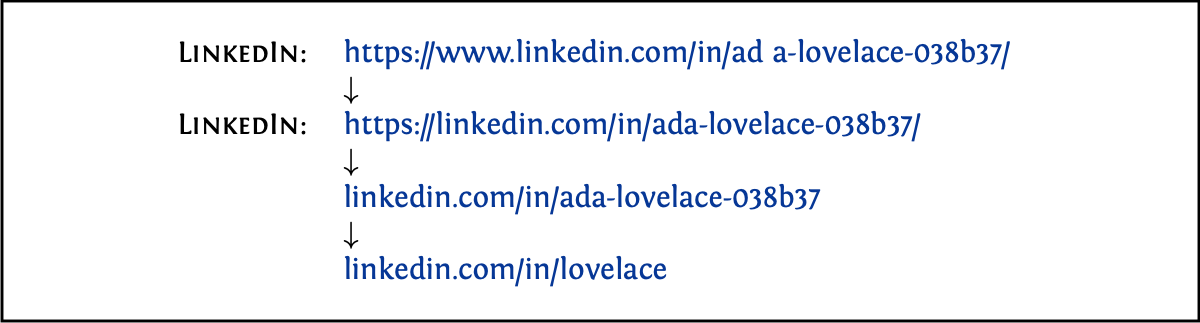 LINKEDIN: https://www.linkedin.com/in/ad a-lovelace-038b37/
↓
LINKEDIN: https://linkedin.com/in/ada-lovelace-038b37/
↓
linkedin.com/in/ada-lovelace-038b37
↓
linkedin.com/in/lovelace